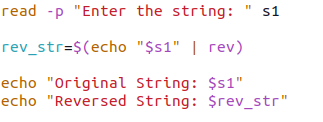 read -p "Enter the string: " s1
rev_str=$(echo "$s1" | rev)
echo "Original String: $s1"
echo "Reversed String: $rev_str"